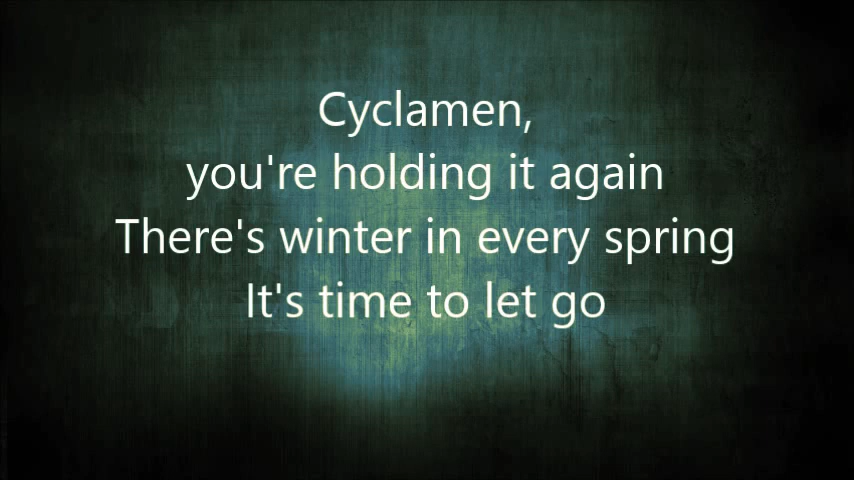 Cyclamen,
you're holding it again
There's winter in every spring
It's time to let go